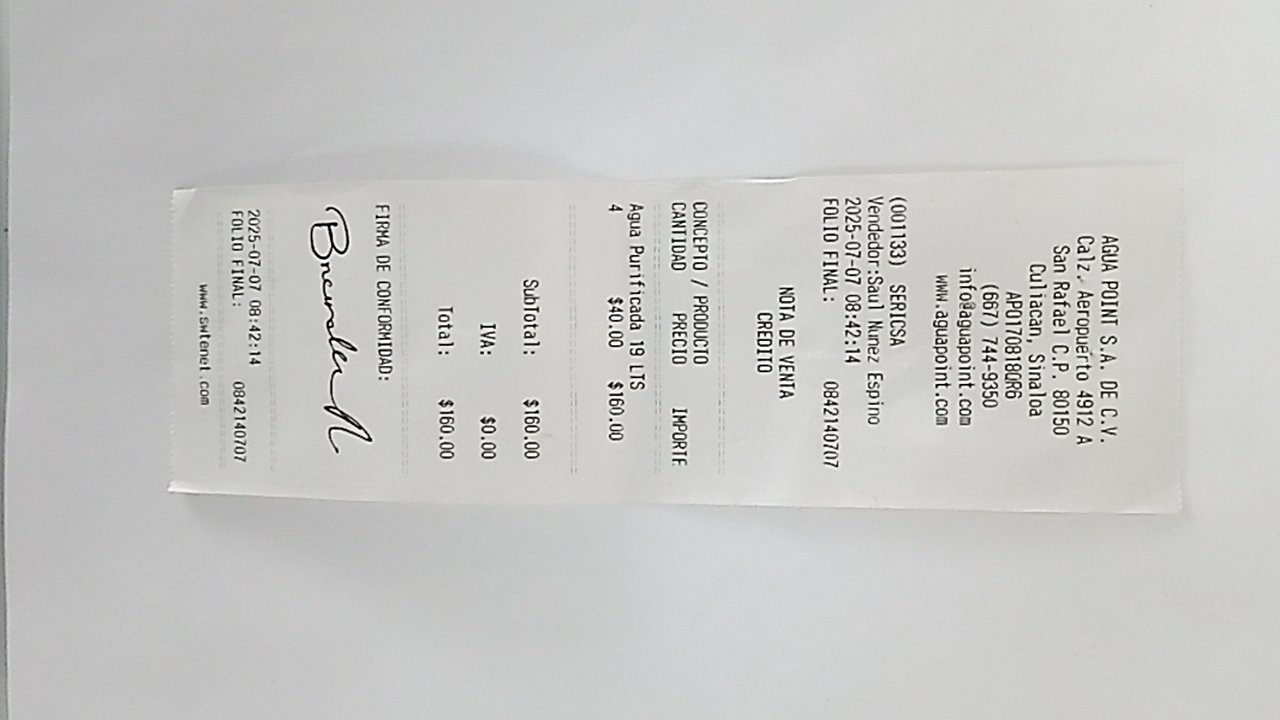 AGUA POINT S.A. DE C.V.
Calz. Aeropuerto 4912 A
San Rafael C.P. 80150
Culiacan, Sinaloa
APO170818QR6
(667) 744-9350
info@aguapoint.com
www.aguapoint.com
(001133) SERICSA
Vendedor:Saul Nunez Espino
2025-07-07 08:42:14
FOLIO FINAL: 0842140707
NOTA DE VENTA
CREDITO
CONCEPTO / PRODUCTO
CANTIDAD PRECIO IMPORTE
Agua Purificada 19 LTS
4 $40.00 $160.00
SubTotal: $160.00
IVA: $0.00
Total: $160.00
FIRMA DE CONFORMIDAD:
2025-07-07 08:42:14
FOLIO FINAL: 0842140707
www.swtenet.com